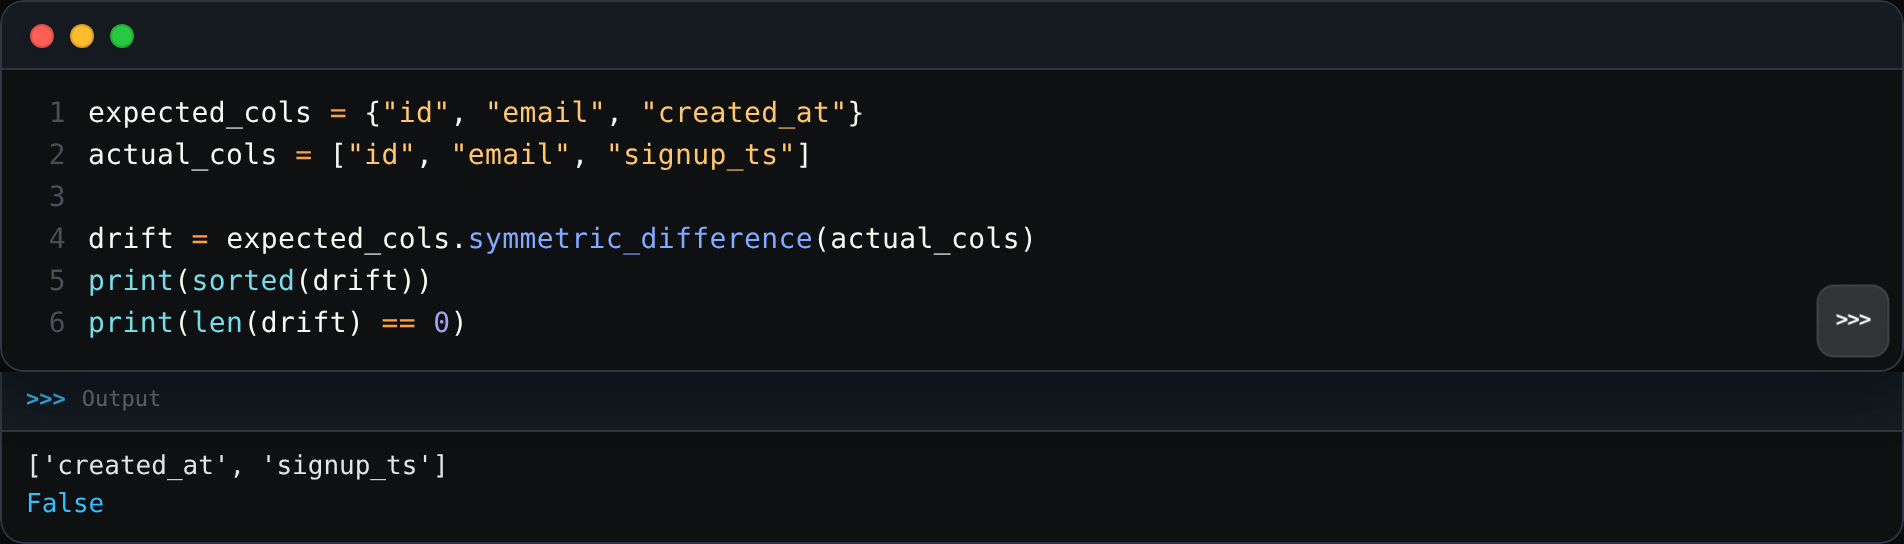 1 expected_cols = {"id", "email", "created_at"}
2 actual_cols = ["id", "email", "signup_ts"]
3
4 drift = expected_cols.symmetric_difference(actual_cols)
5 print(sorted(drift))
6 print(len(drift) == 0)
>>>
>>> Output
['created_at', 'signup_ts']
False